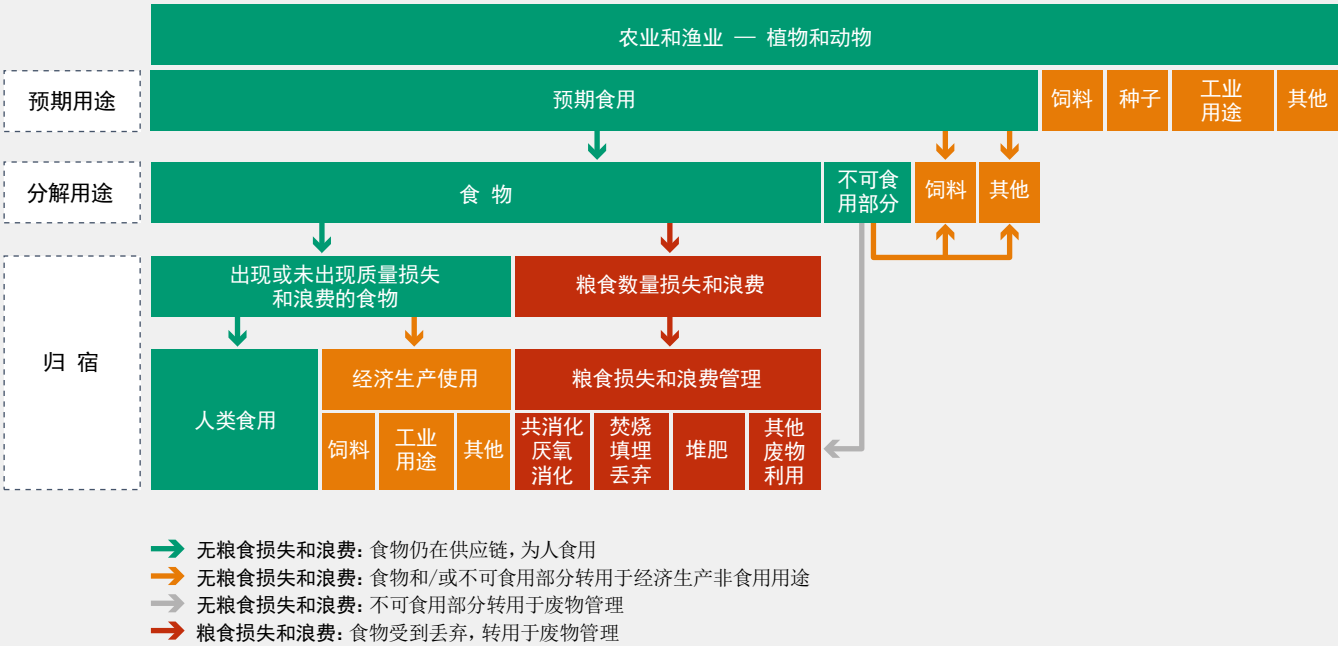 农业和渔业 — 植物和动物
预期用途
预期食用
饲料
种子
工业
用途
其他
分解用途
食 物
不可食
用部分
饲料
其他
归 宿
出现或未出现质量损失
和浪费的食物
粮食数量损失和浪费
人类食用
经济生产使用
粮食损失和浪费管理
饲料
工业
用途
其他
共消化
厌氧
消化
焚烧
填埋
丢弃
堆肥
其他
废物
利用
无粮食损失和浪费: 食物仍在供应链, 为人食用
无粮食损失和浪费: 食物和/或不可食用部分转用于经济生产非食用用途
无粮食损失和浪费: 不可食用部分转用于废物管理
粮食损失和浪费: 食物受到丢弃, 转用于废物管理